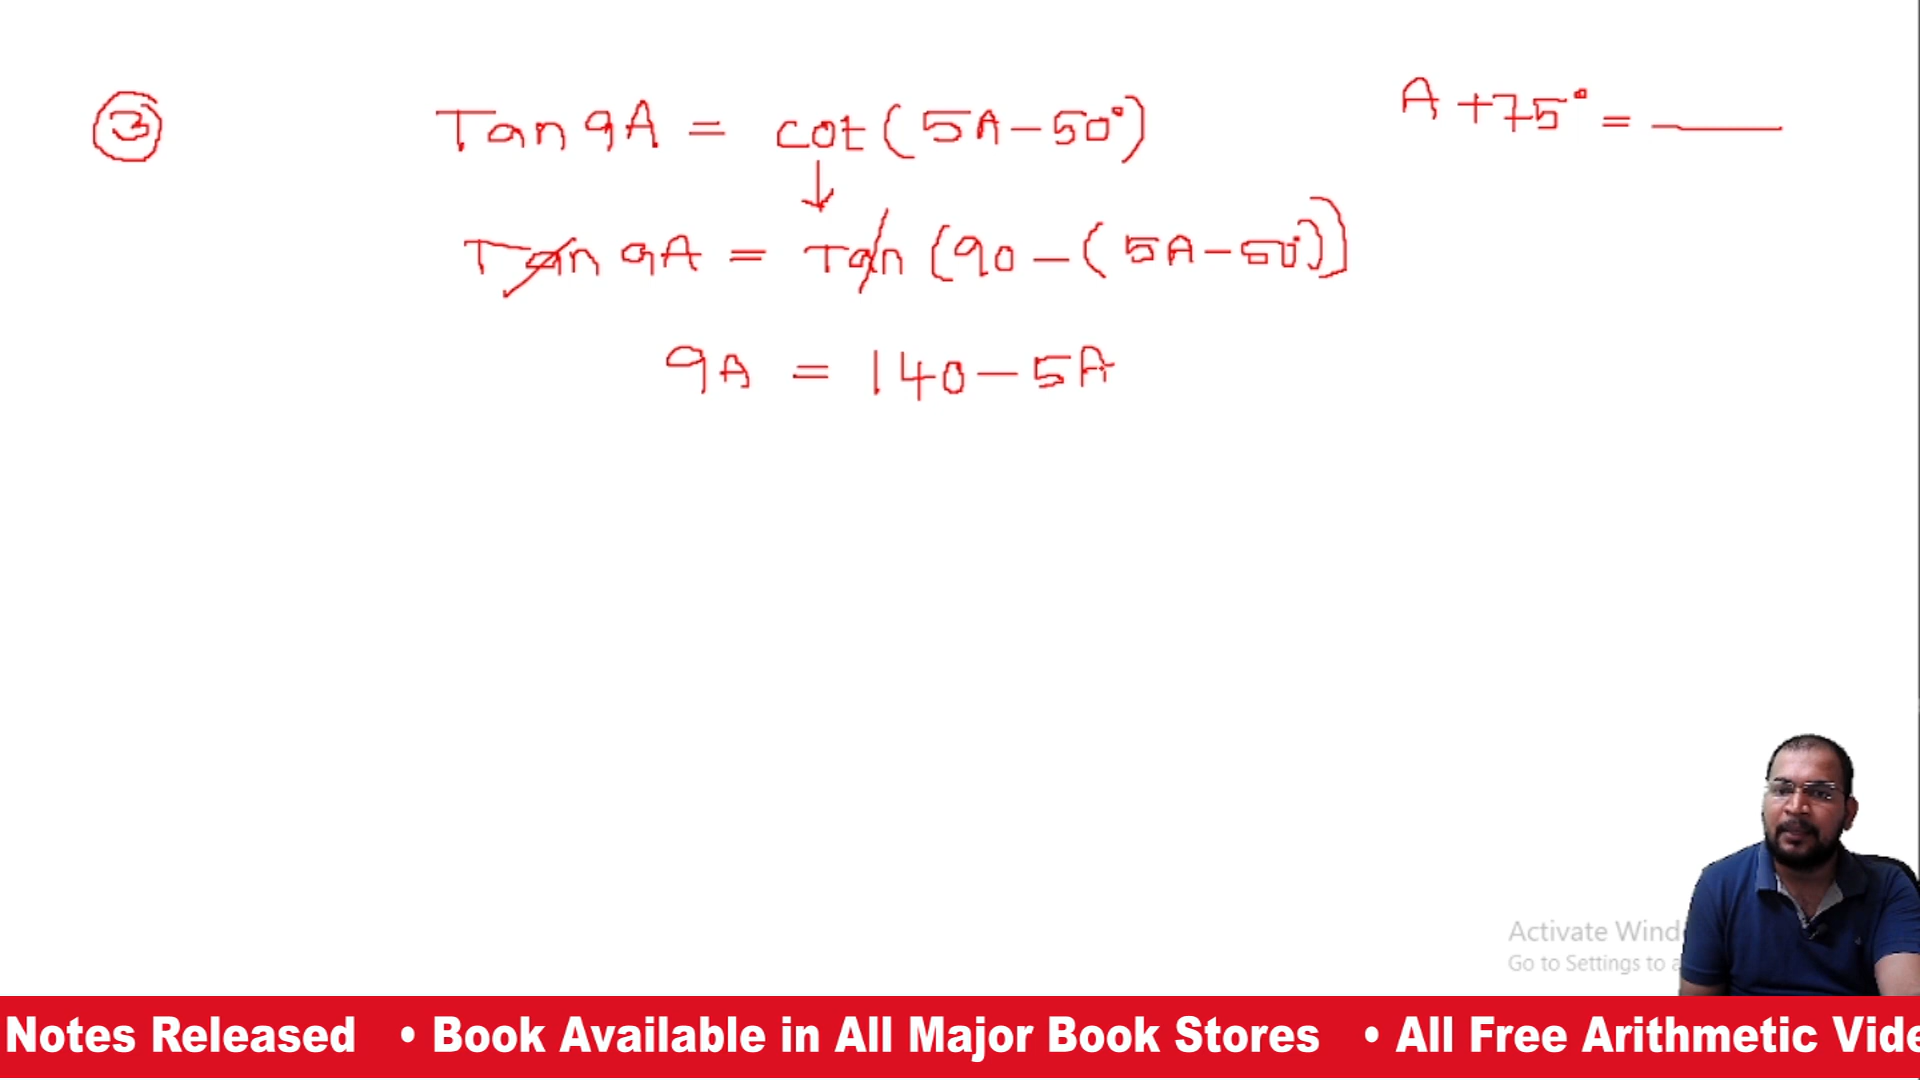 ③ Tan 9A = cot (5A - 50°) A + 75° = ___
↓
Tan 9A = Tan (90 - (5A - 50°))
9A = 140 - 5A
Activate Wind
Go to Settings to a
Notes Released • Book Available in All Major Book Stores • All Free Arithmetic Vide